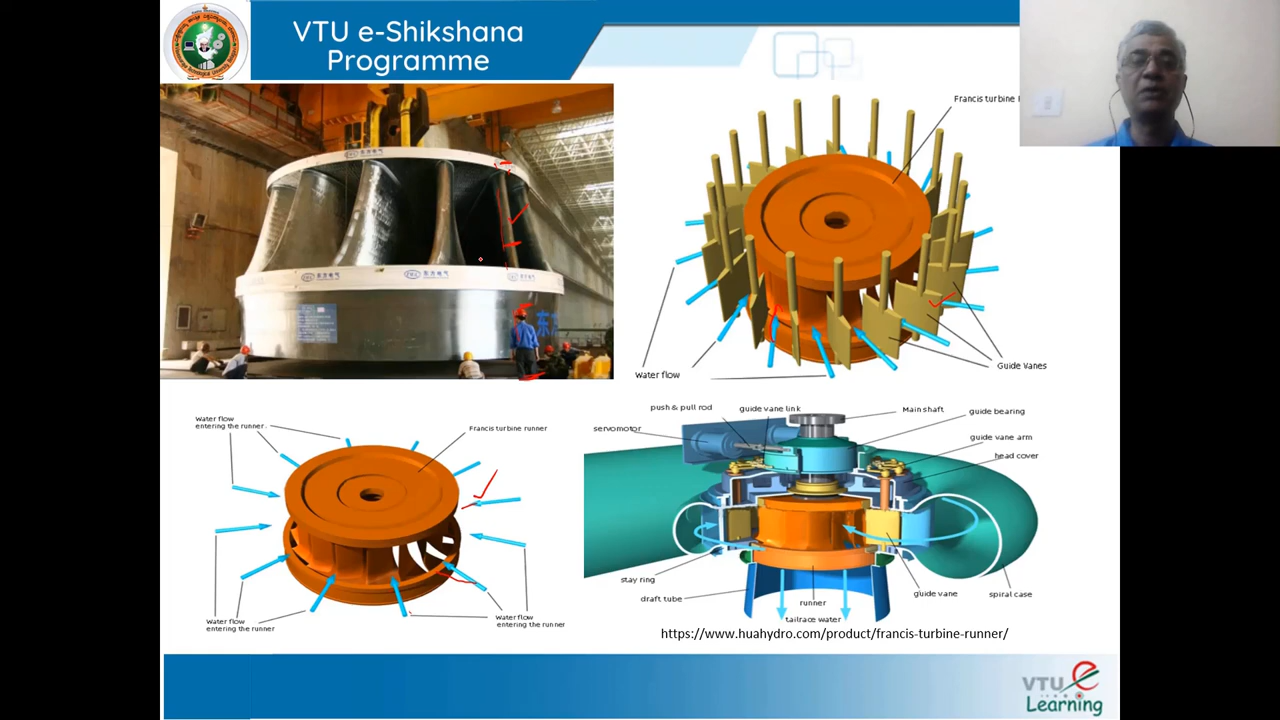 VTU e-Shikshana
Programme
Francis turbine
Water flow
Guide Vanes
Water flow
entering the runner
Francis turbine runner
Water flow
entering the runner
Water flow
entering the runner
push & pull rod
guide vane link
Main shaft
guide bearing
servomotor
guide vane arm
head cover
stay ring
draft tube
runner
tailrace water
guide vane
spiral case
https://www.huahydro.com/product/francis-turbine-runner/
VTU e
Learning